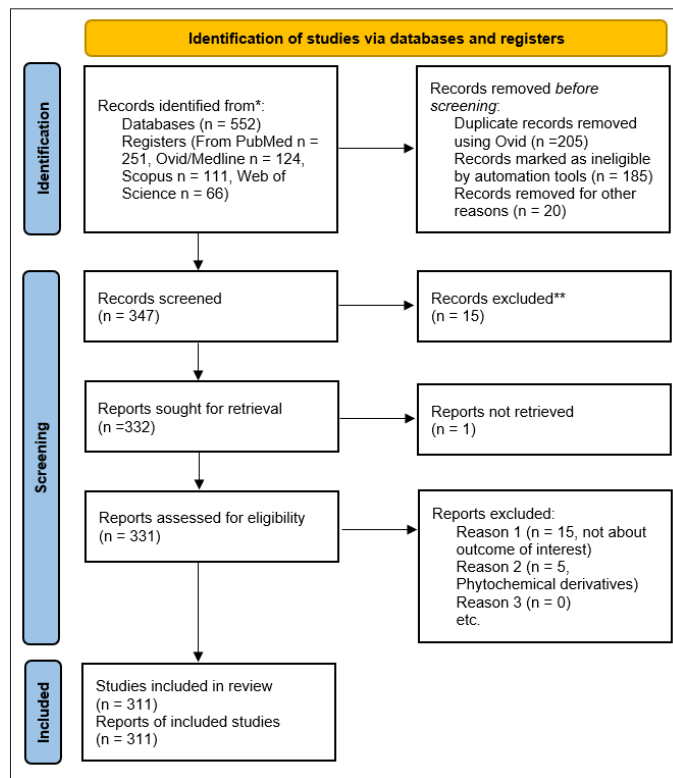 Identification of studies via databases and registers
Identification
Records identified from*:
Databases (n = 552)
Registers (From PubMed n =
251, Ovid/Medline n = 124,
Scopus n = 111, Web of
Science n = 66)
Records removed before
screening:
Duplicate records removed
using Ovid (n =205)
Records marked as ineligible
by automation tools (n = 185)
Records removed for other
reasons (n = 20)
Screening
Records screened
(n = 347)
Records excluded**
(n = 15)
Reports sought for retrieval
(n =332)
Reports not retrieved
(n = 1)
Reports assessed for eligibility
(n = 331)
Reports excluded:
Reason 1 (n = 15, not about
outcome of interest)
Reason 2 (n = 5,
Phytochemical derivatives)
Reason 3 (n = 0)
etc.
Included
Studies included in review
(n = 311)
Reports of included studies
(n = 311)